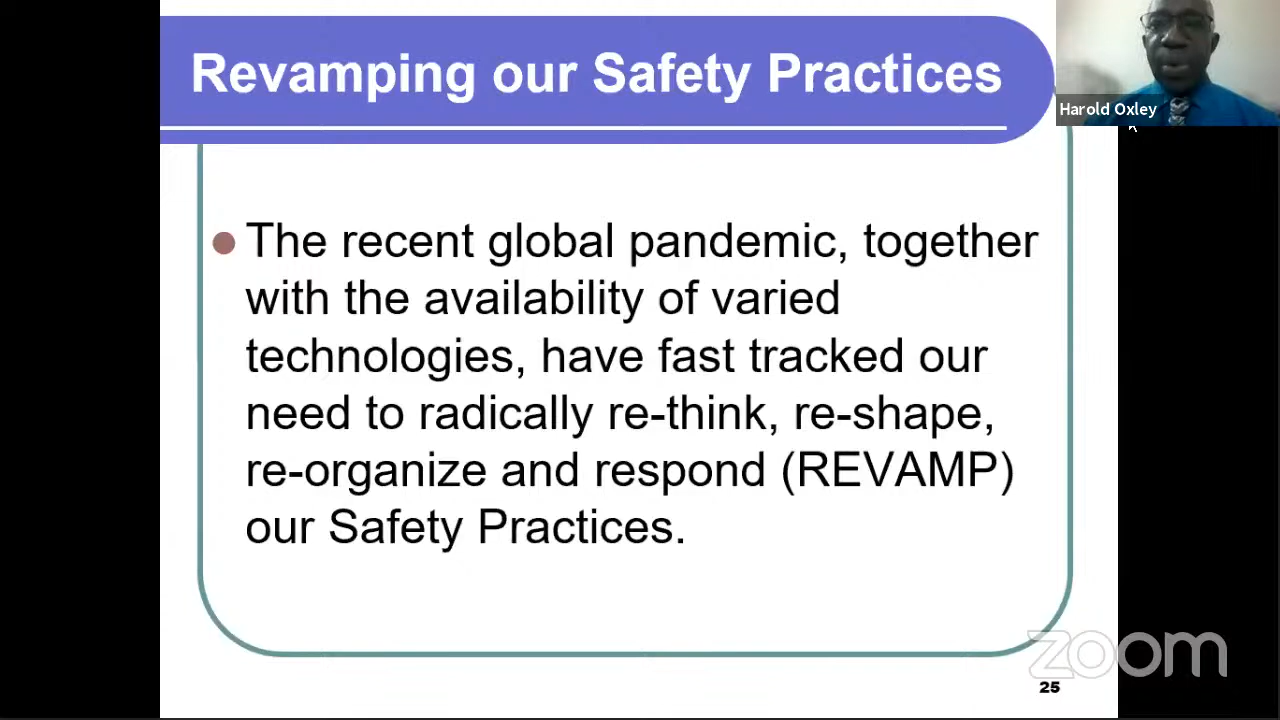 Revamping our Safety Practices
Harold Oxley
The recent global pandemic, together
with the availability of varied
technologies, have fast tracked our
need to radically re-think, re-shape,
re-organize and respond (REVAMP)
our Safety Practices.
zoom
25